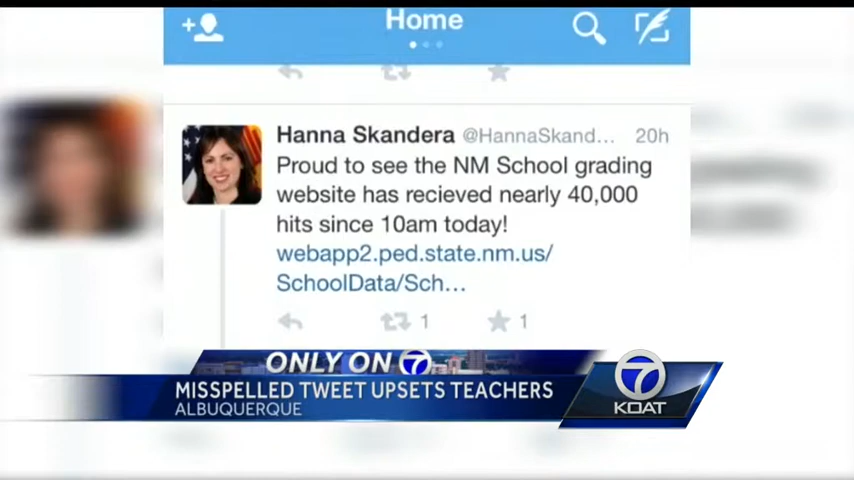 Home
Hanna Skandera @HannaSkand... 20h
Proud to see the NM School grading
website has recieved nearly 40,000
hits since 10am today!
webapp2.ped.state.nm.us/
SchoolData/Sch...
1 1
ONLY ON 7
MISSPELLED TWEET UPSETS TEACHERS
ALBUQUERQUE
7
KOAT